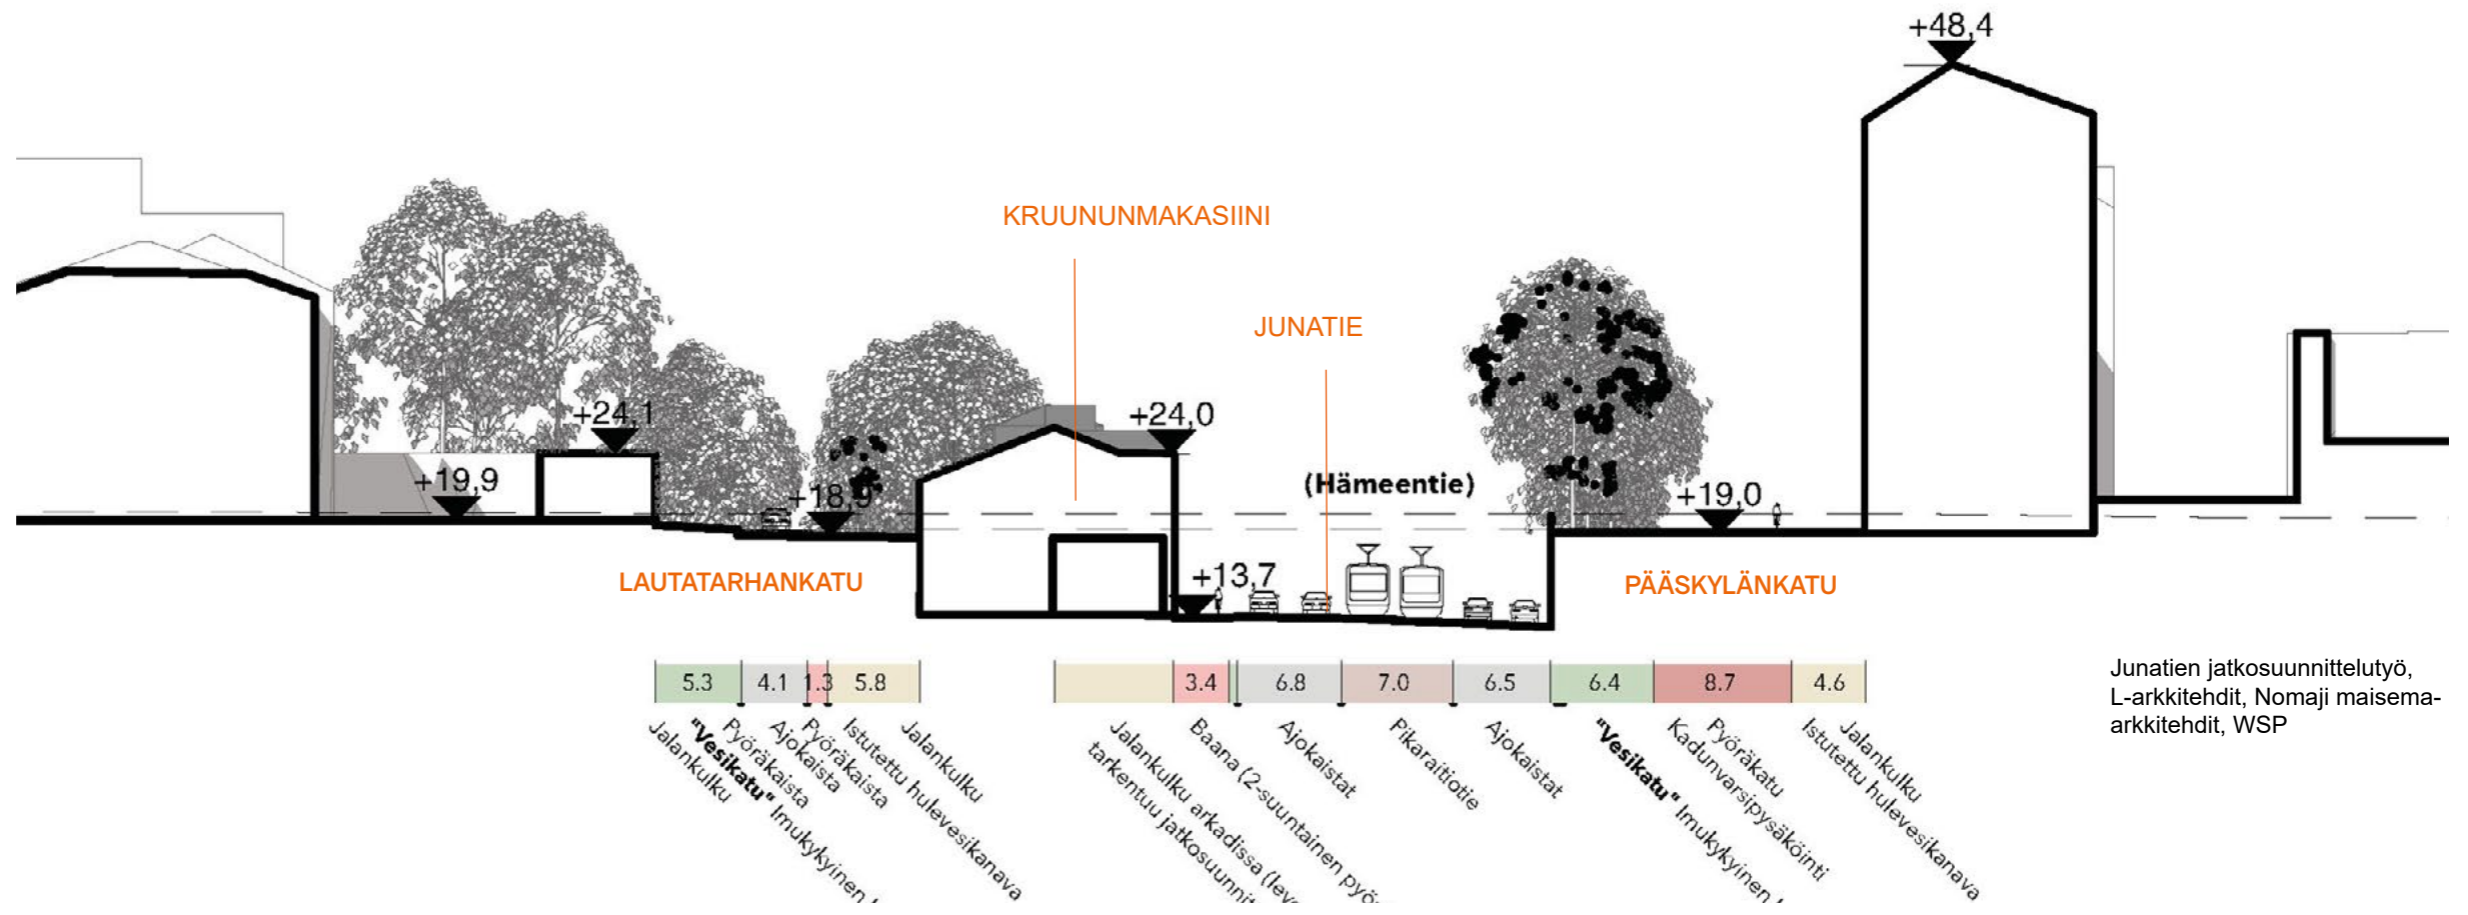 +48,4
KRUUNUNMAKASIINI
JUNATIE
+24,1
+24,0
+19,9
+18,9
(Hämeentie)
+19,0
+13,7
LAUTATARHANKATU
PÄÄSKYLÄNKATU
5.3 4.1 1.3 5.8 3.4 6.8 7.0 6.5 6.4 8.7 4.6
Jalankulku
"Vesikatu" Imukykyinen
Pyöräkaista
Ajokaista
Pyöräkaista
Istutettu hulevesikanava
Jalankulku
Jalankulku arkadissa
tarkentuu
Baana (2-suuntainen
Ajokaistat
Pikaraitiotie
Ajokaistat
"Vesikatu" Imukykyinen
Kadunvarsipysäköinti
Pyöräkatu
Istutettu hulevesikanava
Jalankulku
Junatien jatkosuunnittelutyö,
L-arkkitehdit, Nomaji maisema-
arkkitehdit, WSP